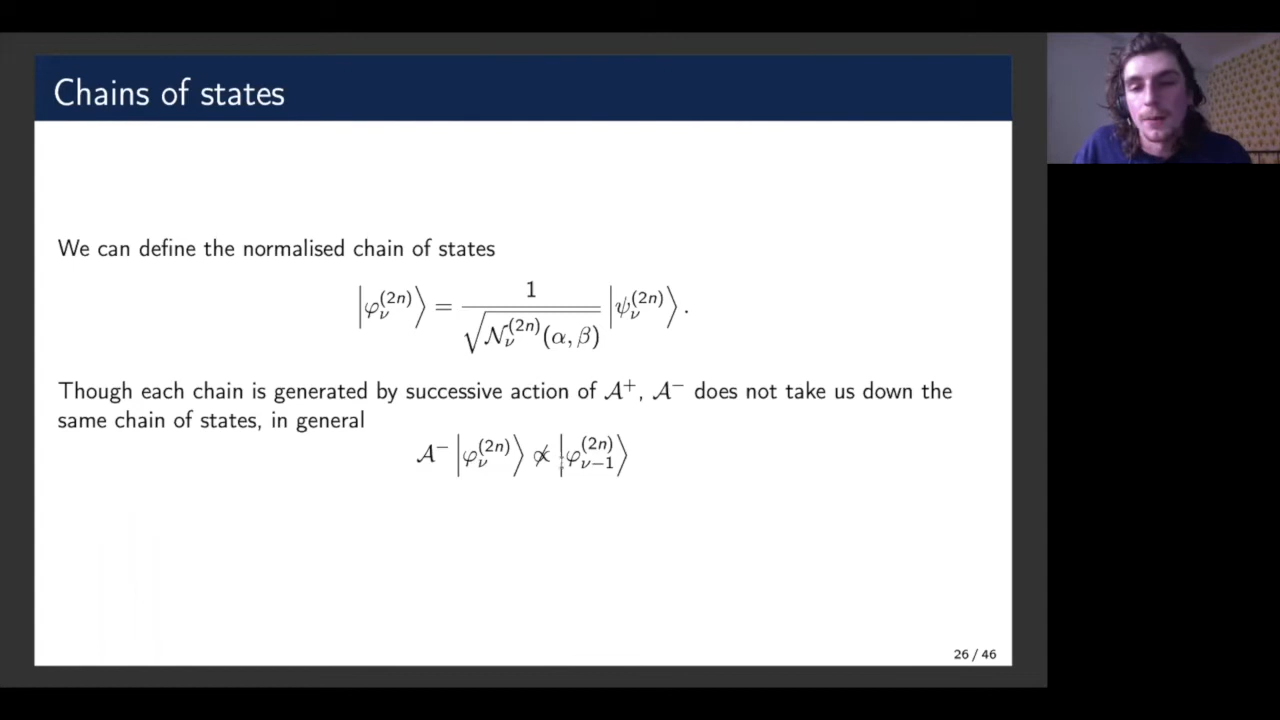 Chains of states
We can define the normalised chain of states
|φ_ν^(2n)⟩ = 1/√(𝒩_ν^(2n)(α, β)) |ψ_ν^(2n)⟩.
Though each chain is generated by successive action of 𝒜⁺, 𝒜⁻ does not take us down the
same chain of states, in general
𝒜⁻ |φ_ν^(2n)⟩ ∝̸ |φ_ν−1^(2n)⟩
26 / 46